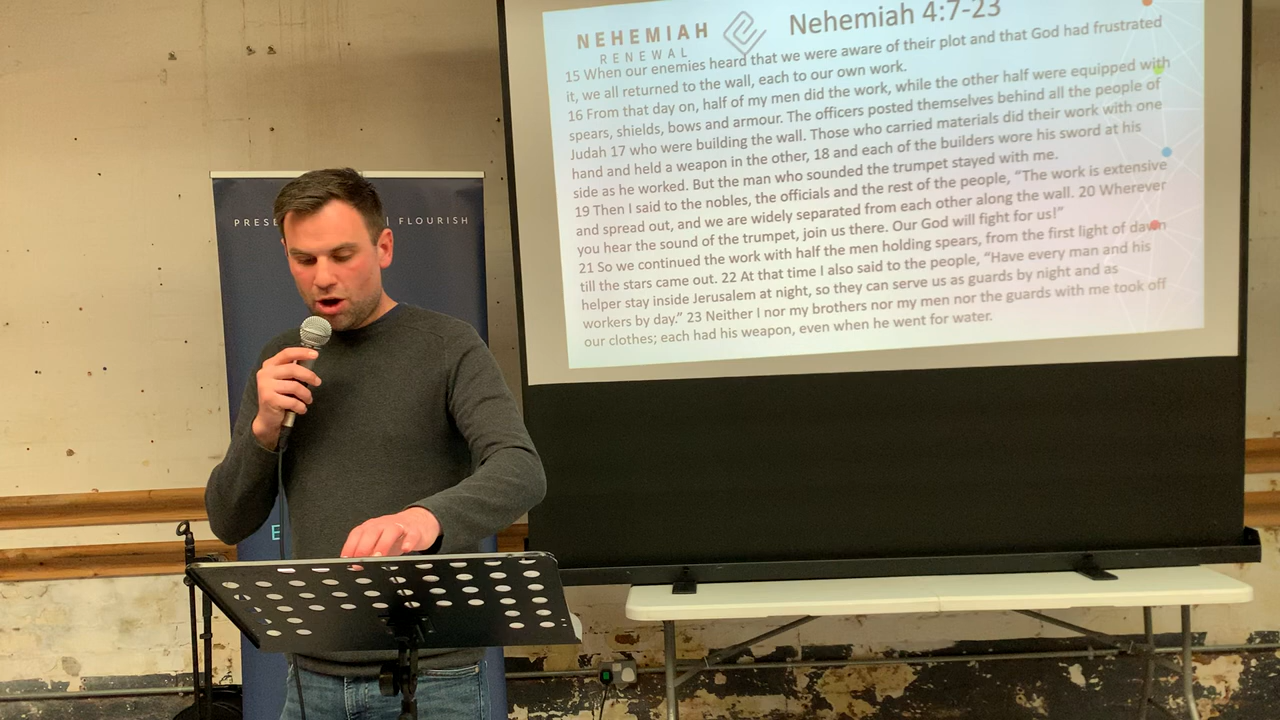 PRESE | FLOURISH
E
NEHEMIAH
RENEWAL
Nehemiah 4:7-23
15 When our enemies heard that we were aware of their plot and that God had frustrated
it, we all returned to the wall, each to our own work.
16 From that day on, half of my men did the work, while the other half were equipped with
spears, shields, bows and armour. The officers posted themselves behind all the people of
Judah 17 who were building the wall. Those who carried materials did their work with one
hand and held a weapon in the other, 18 and each of the builders wore his sword at his
side as he worked. But the man who sounded the trumpet stayed with me.
19 Then I said to the nobles, the officials and the rest of the people, “The work is extensive
and spread out, and we are widely separated from each other along the wall. 20 Wherever
you hear the sound of the trumpet, join us there. Our God will fight for us!”
21 So we continued the work with half the men holding spears, from the first light of dawn
till the stars came out. 22 At that time I also said to the people, “Have every man and his
helper stay inside Jerusalem at night, so they can serve us as guards by night and as
workers by day.” 23 Neither I nor my brothers nor my men nor the guards with me took off
our clothes; each had his weapon, even when he went for water.